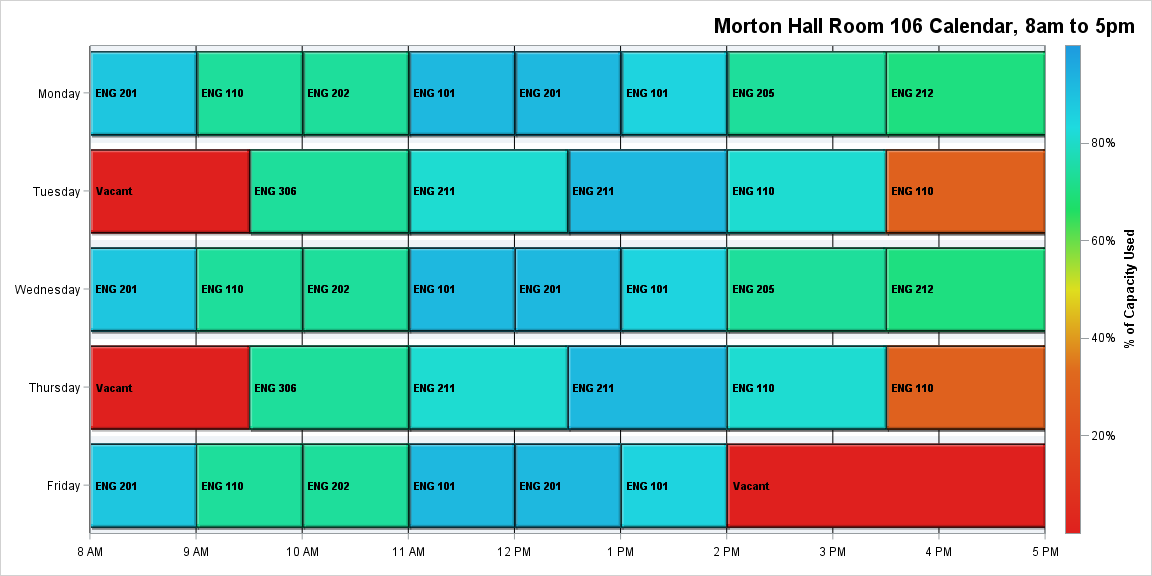 Morton Hall Room 106 Calendar, 8am to 5pm
Monday
ENG 201
ENG 110
ENG 202
ENG 101
ENG 201
ENG 101
ENG 205
ENG 212
Tuesday
Vacant
ENG 306
ENG 211
ENG 211
ENG 110
ENG 110
Wednesday
ENG 201
ENG 110
ENG 202
ENG 101
ENG 201
ENG 101
ENG 205
ENG 212
Thursday
Vacant
ENG 306
ENG 211
ENG 211
ENG 110
ENG 110
Friday
ENG 201
ENG 110
ENG 202
ENG 101
ENG 201
ENG 101
Vacant
8 AM
9 AM
10 AM
11 AM
12 PM
1 PM
2 PM
3 PM
4 PM
5 PM
80%
60%
40%
20%
% of Capacity Used